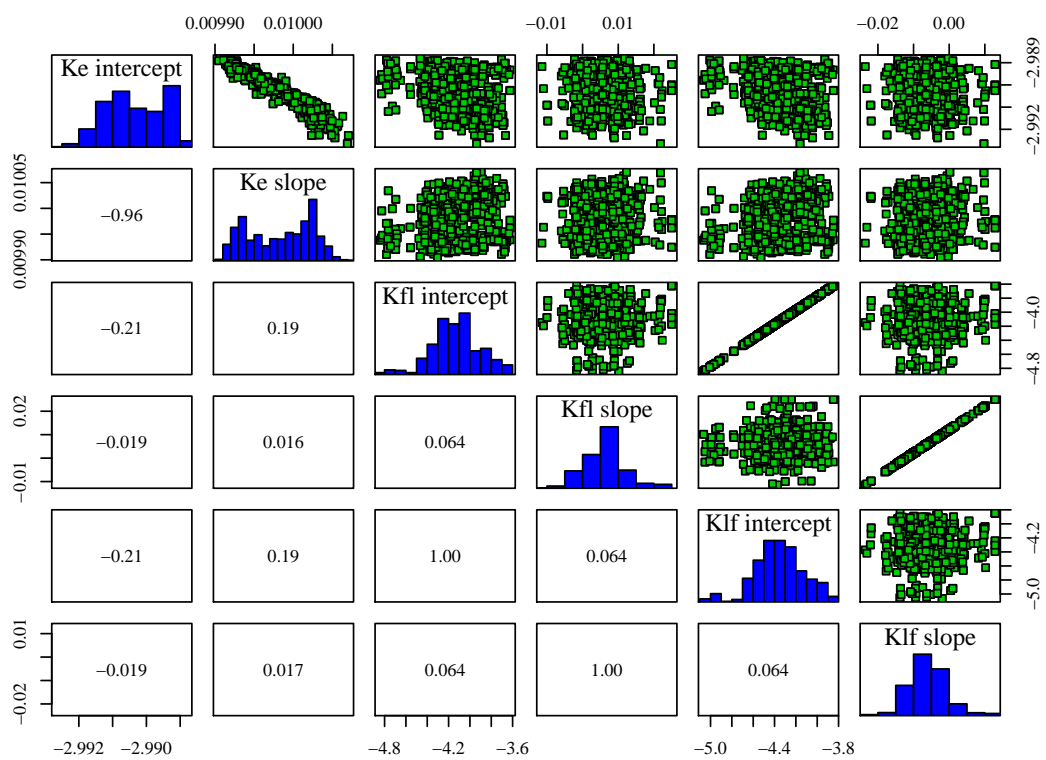 0.00990 0.01000 −0.01 0.01 −0.02 0.00
Ke intercept −2.992 −2.989
0.00990 0.01005 −0.96 Ke slope
−0.21 0.19 Kfl intercept −4.8 −4.0
−0.01 0.02 −0.019 0.016 0.064 Kfl slope
−0.21 0.19 1.00 0.064 Klf intercept −5.0 −4.2
−0.02 0.01 −0.019 0.017 0.064 1.00 0.064 Klf slope
−2.992 −2.990 −4.8 −4.2 −3.6 −5.0 −4.4 −3.8